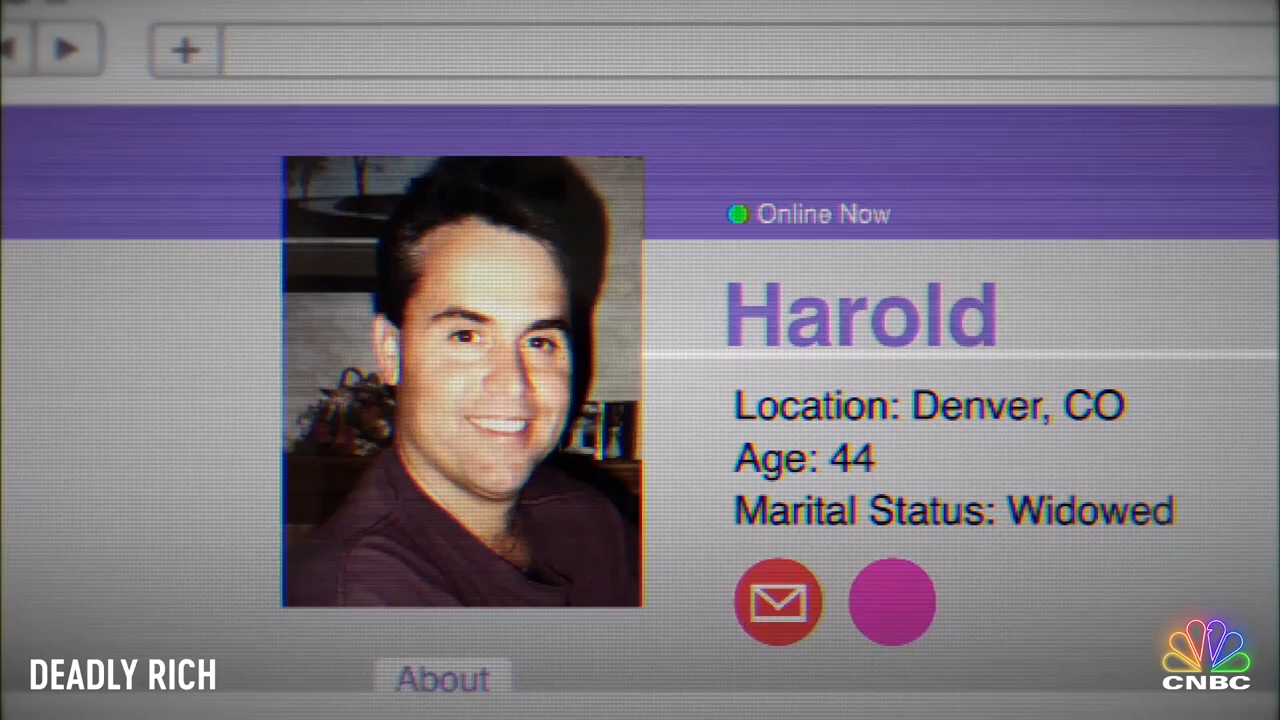 Online Now
Harold
Location: Denver, CO
Age: 44
Marital Status: Widowed
About
DEADLY RICH
CNBC